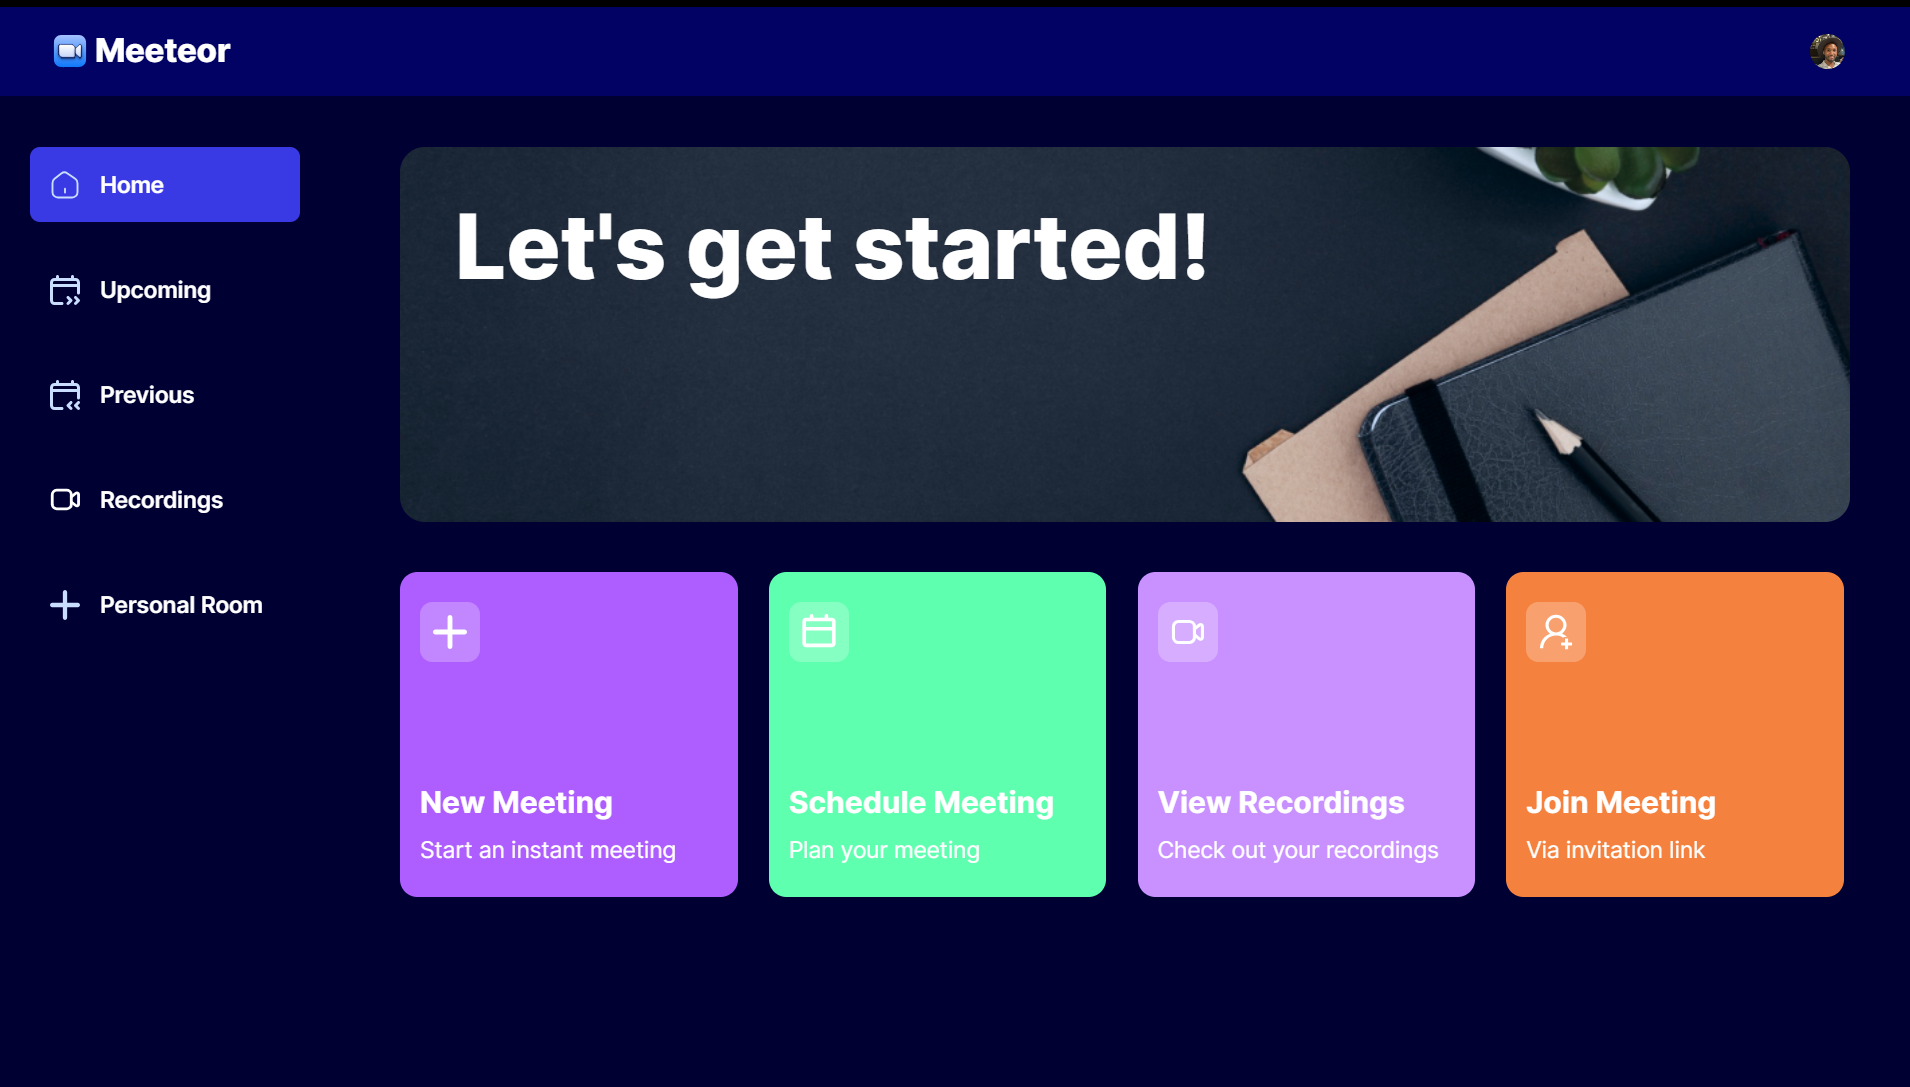 Meeteor
Home
Upcoming
Previous
Recordings
Personal Room
Let's get started!
New Meeting
Start an instant meeting
Schedule Meeting
Plan your meeting
View Recordings
Check out your recordings
Join Meeting
Via invitation link